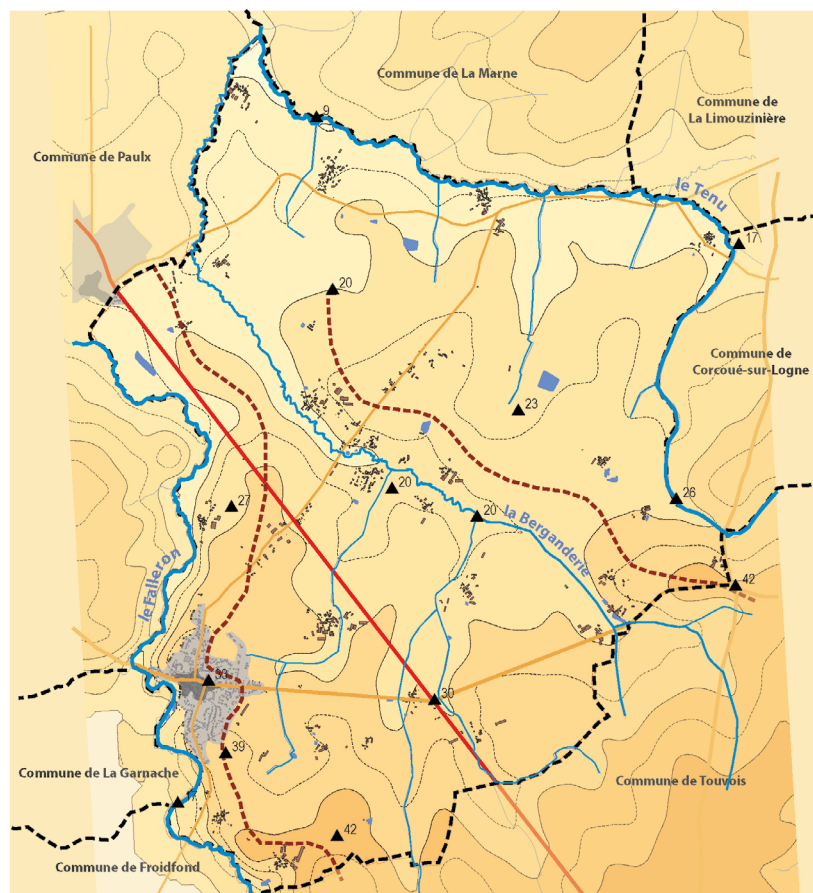 Commune de La Marne
Commune de
La Limouzinière
9
Commune de Paulx
le Tenu
17
20
Commune de
Corcoué-sur-Logne
23
20
26
27
20
la Berganderie
le Falleron
42
30
39
Commune de La Garnache
Commune de Touvois
17
42
Commune de Froidfond